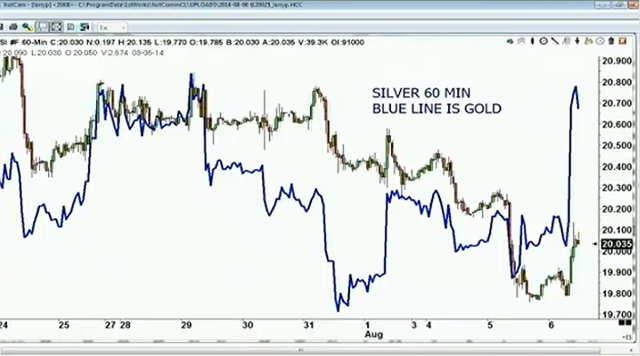 SI #F 60-Min C=20.030 N=0.197 O=20.135 L=19.770 O=19.785 B=20.030 A=20.035 V=39.3K OI:91000
L=20.030 O=20.050 V=2.674 08-06-14
SILVER 60 MIN
BLUE LINE IS GOLD
20.900
20.800
20.700
20.600
20.500
20.400
20.300
20.200
20.100
20.035
20.000
19.900
19.800
19.700
24 25 27 28 29 30 31 1 3 4 5 6
Aug